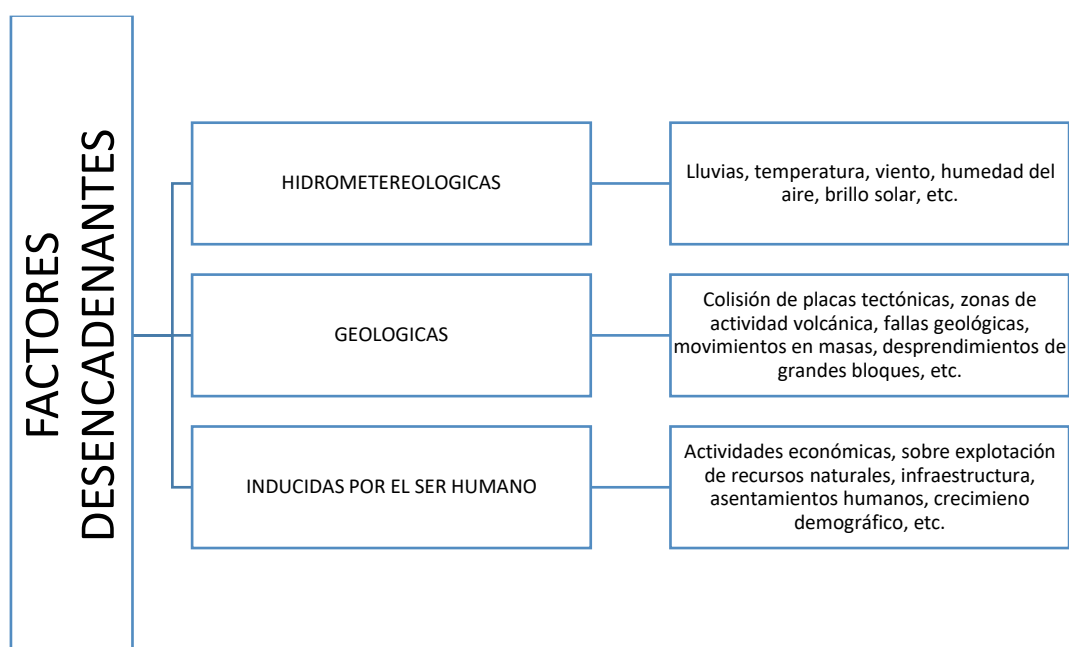 FACTORES
DESENCADENANTES
HIDROMETEREOLOGICAS
Lluvias, temperatura, viento, humedad del
aire, brillo solar, etc.
GEOLOGICAS
Colisión de placas tectónicas, zonas de
actividad volcánica, fallas geológicas,
movimientos en masas, desprendimientos de
grandes bloques, etc.
INDUCIDAS POR EL SER HUMANO
Actividades económicas, sobre explotación
de recursos naturales, infraestructura,
asentamientos humanos, crecimieno
demográfico, etc.